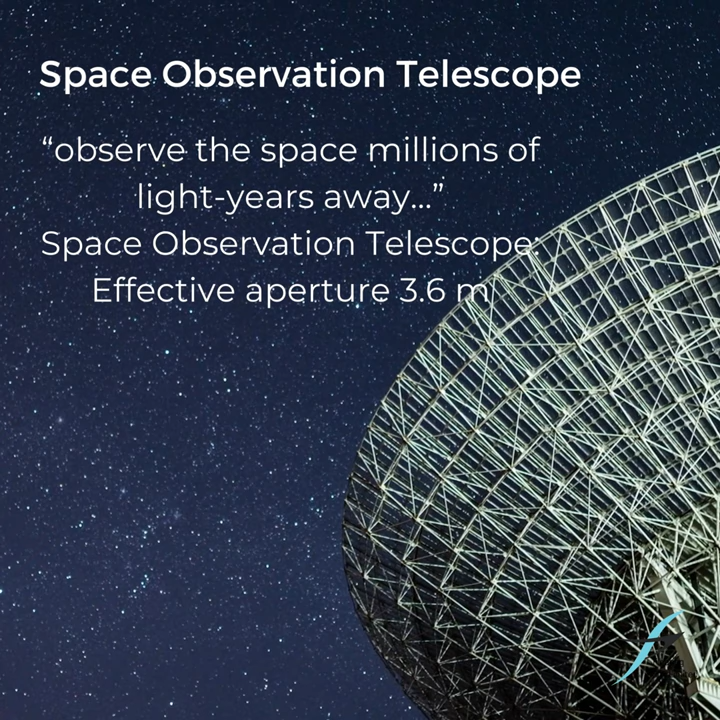 Space Observation Telescope
“observe the space millions of
light-years away...”
Space Observation Telescope:
Effective aperture 3.6 m